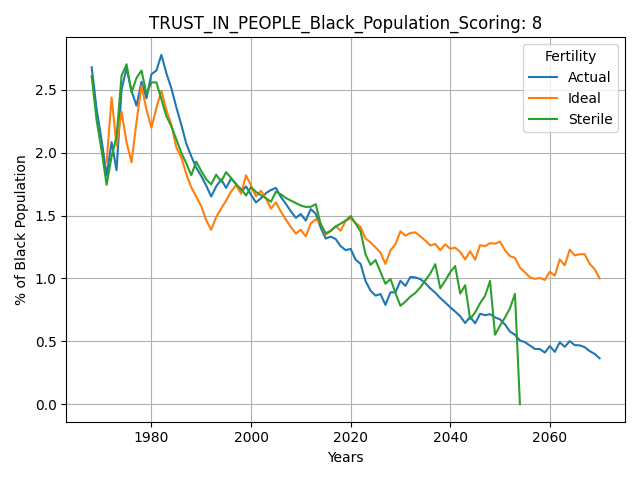 TRUST_IN_PEOPLE_Black_Population_Scoring: 8
Fertility
Actual
Ideal
Sterile
% of Black Population
2.5
2.0
1.5
1.0
0.5
0.0
1980 2000 2020 2040 2060
Years